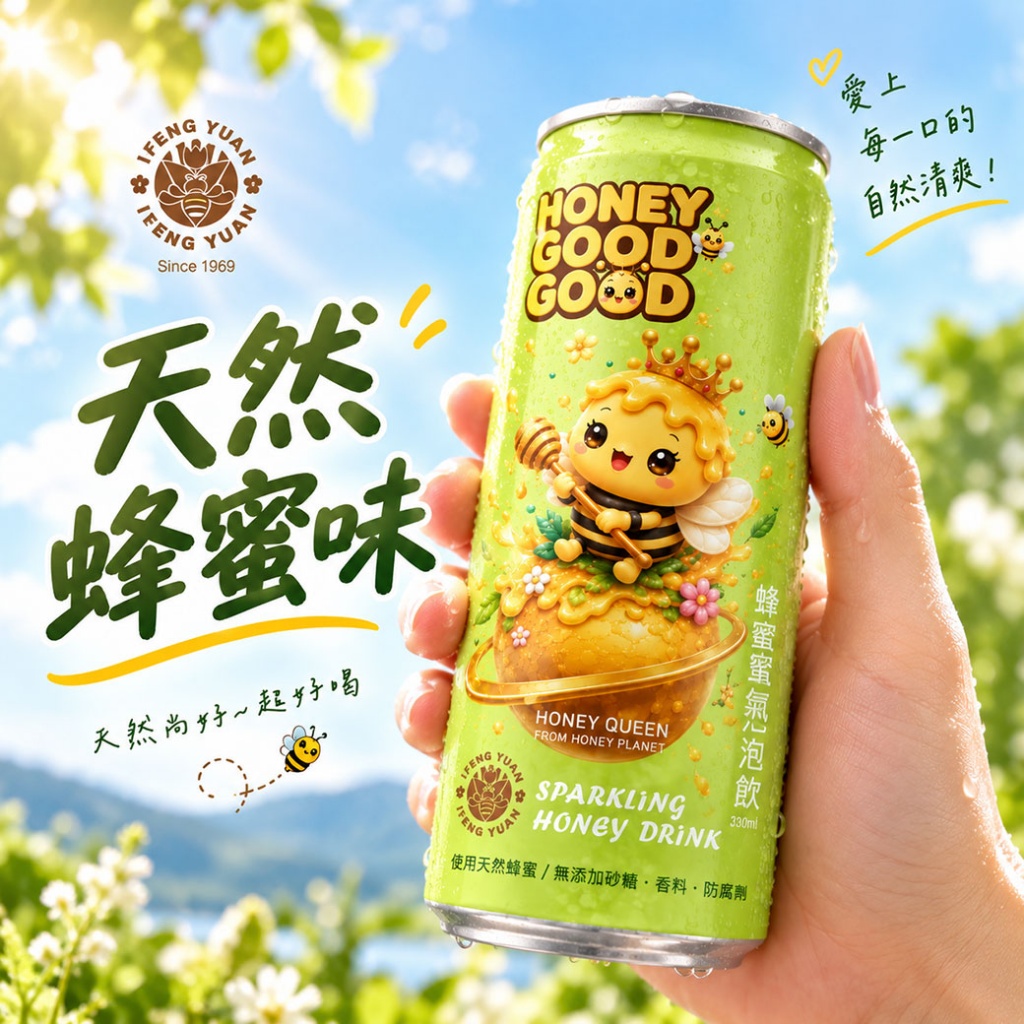 IFENG YUAN
IFENG YUAN
Since 1969
天然
蜂蜜味
天然尚好~超好喝
愛上
每一口的
自然清爽!
HONEY
GOOD
GOOD
HONEY QUEEN
FROM HONEY PLANET
蜂蜜蜜氣泡飲
330ml
IFENG YUAN
IFENG YUAN
SPARKLING
HONEY DRINK
使用天然蜂蜜/無添加砂糖·香料·防腐劑